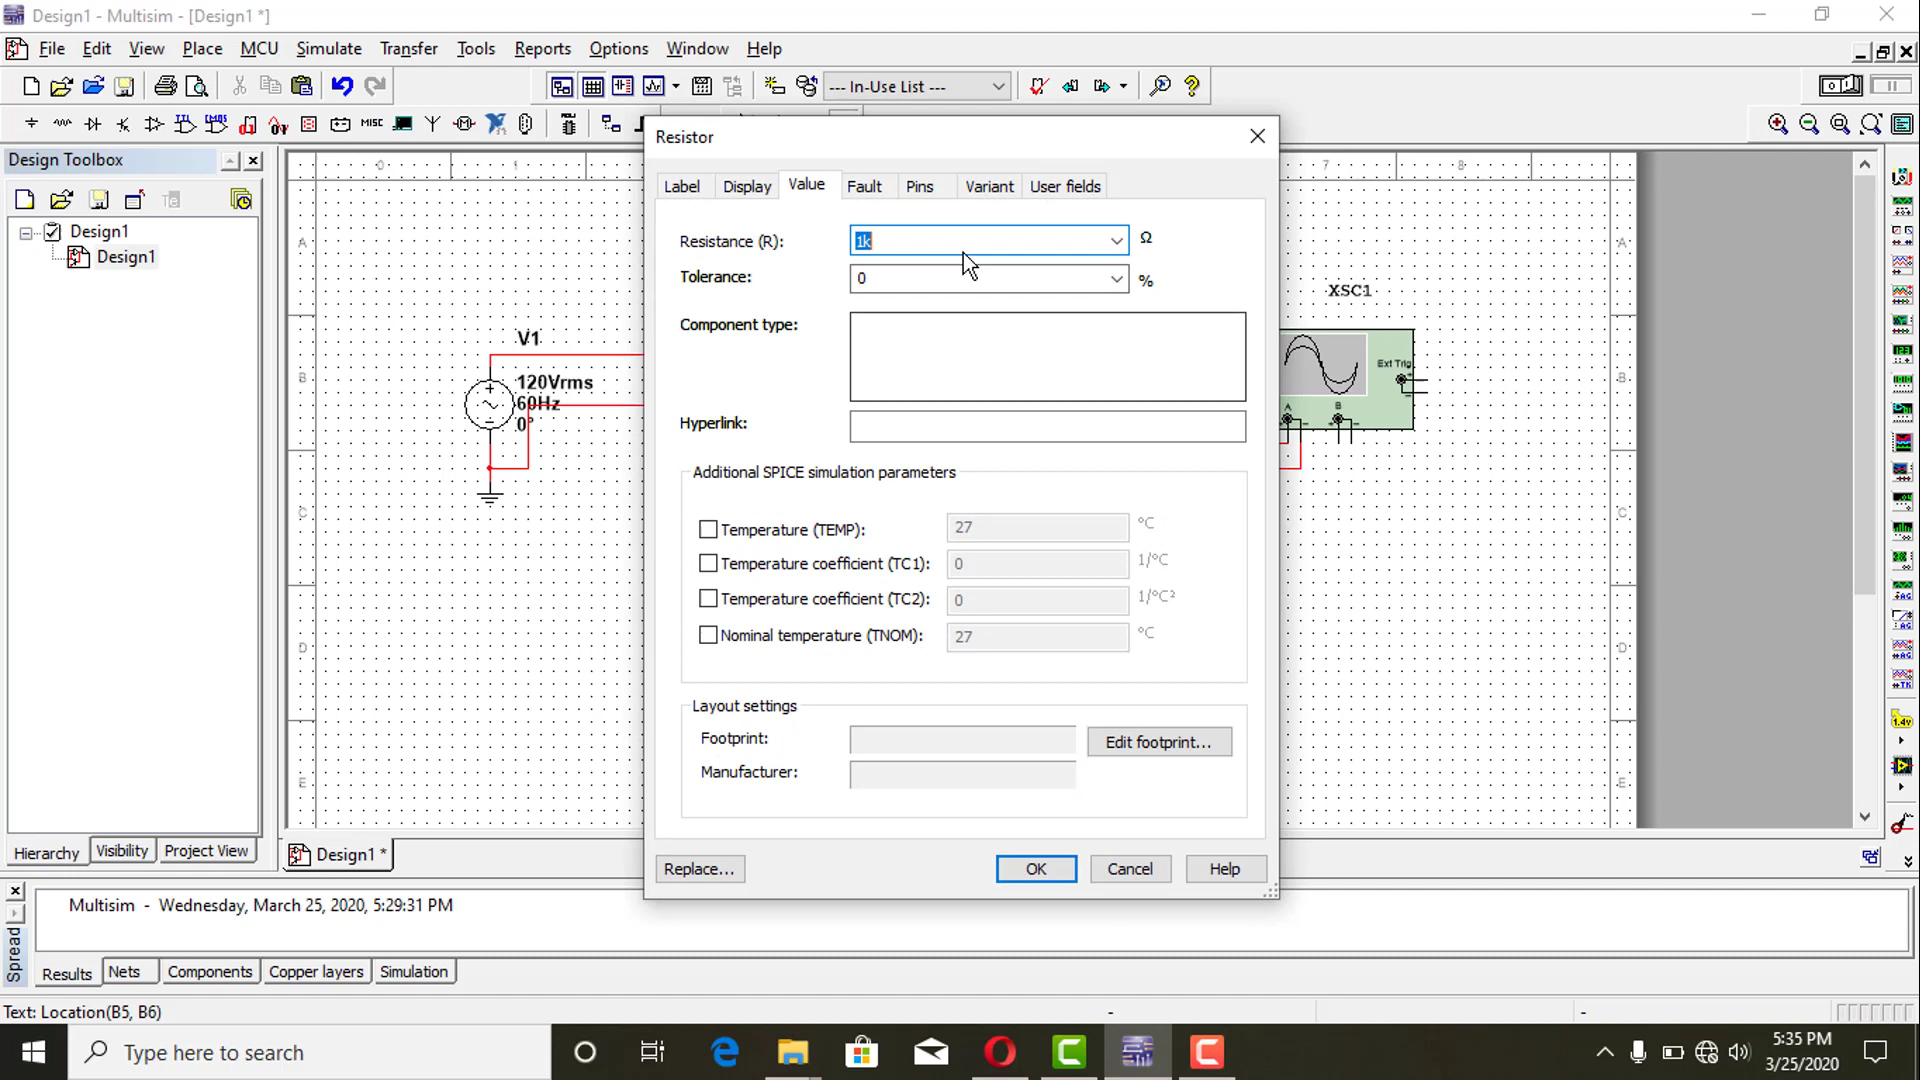 Design1 - Multisim - [Design1 *]
File Edit View Place MCU Simulate Transfer Tools Reports Options Window Help
--- In-Use List ---
MISC
Design Toolbox
Design1
Design1
Hierarchy Visibility Project View
0 1 7 8
A
B
C
D
E
A
B
C
D
E
V1
120Vrms
60Hz
0°
XSC1
Ext Trig
A B
Resistor
Label Display Value Fault Pins Variant User fields
Resistance (R): 1k Ω
Tolerance: 0 %
Component type:
Hyperlink:
Additional SPICE simulation parameters
Temperature (TEMP): 27 °C
Temperature coefficient (TC1): 0 1/°C
Temperature coefficient (TC2): 0 1/°C²
Nominal temperature (TNOM): 27 °C
Layout settings
Footprint: Edit footprint...
Manufacturer:
Replace... OK Cancel Help
Design1 *
Multisim - Wednesday, March 25, 2020, 5:29:31 PM
Spread
Results Nets Components Copper layers Simulation
Text: Location(B5, B6) - -
Type here to search
5:35 PM
3/25/2020